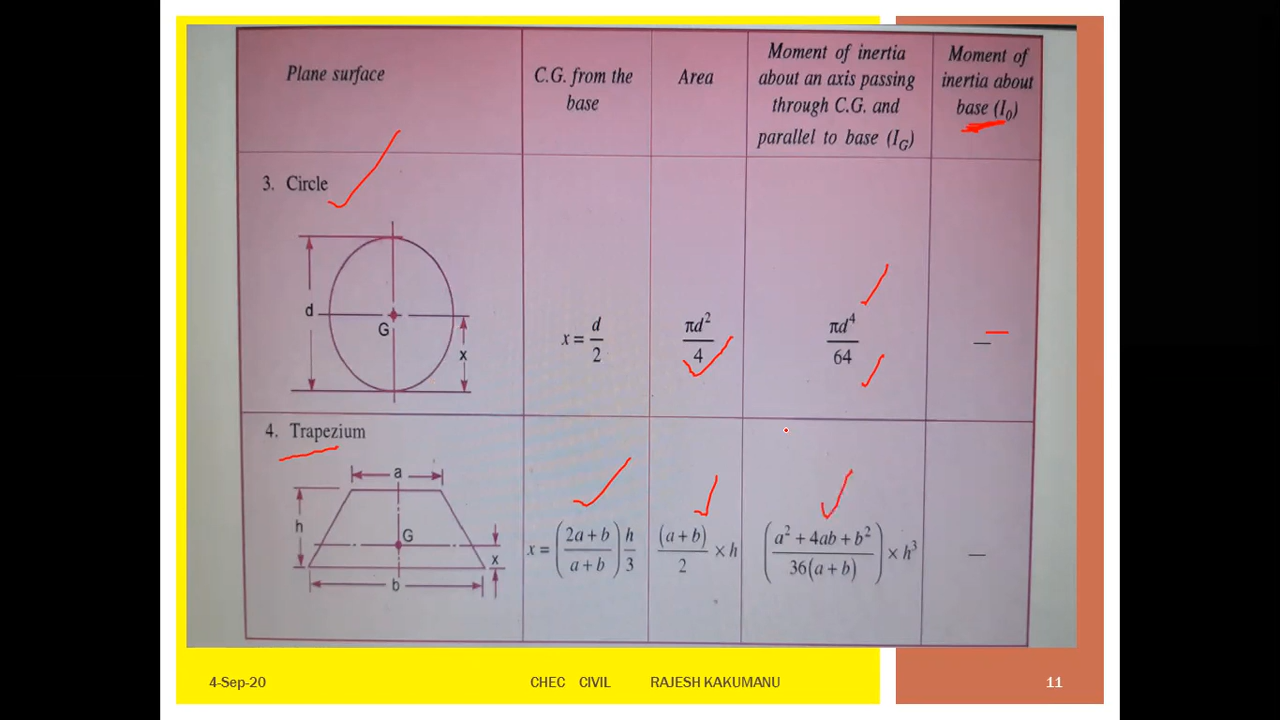 Plane surface
C.G. from the
base
Area
Moment of inertia
about an axis passing
through C.G. and
parallel to base (I_G)
Moment of
inertia about
base (I_0)
3. Circle
d
G
x
x = d/2
πd²/4
πd⁴/64
—
4. Trapezium
a
h
G
x
b
x = ((2a + b)/(a + b)) h/3
(a + b)/2 × h
((a² + 4ab + b²)/(36(a + b))) × h³
—
4-Sep-20 CHEC CIVIL RAJESH KAKUMANU 11